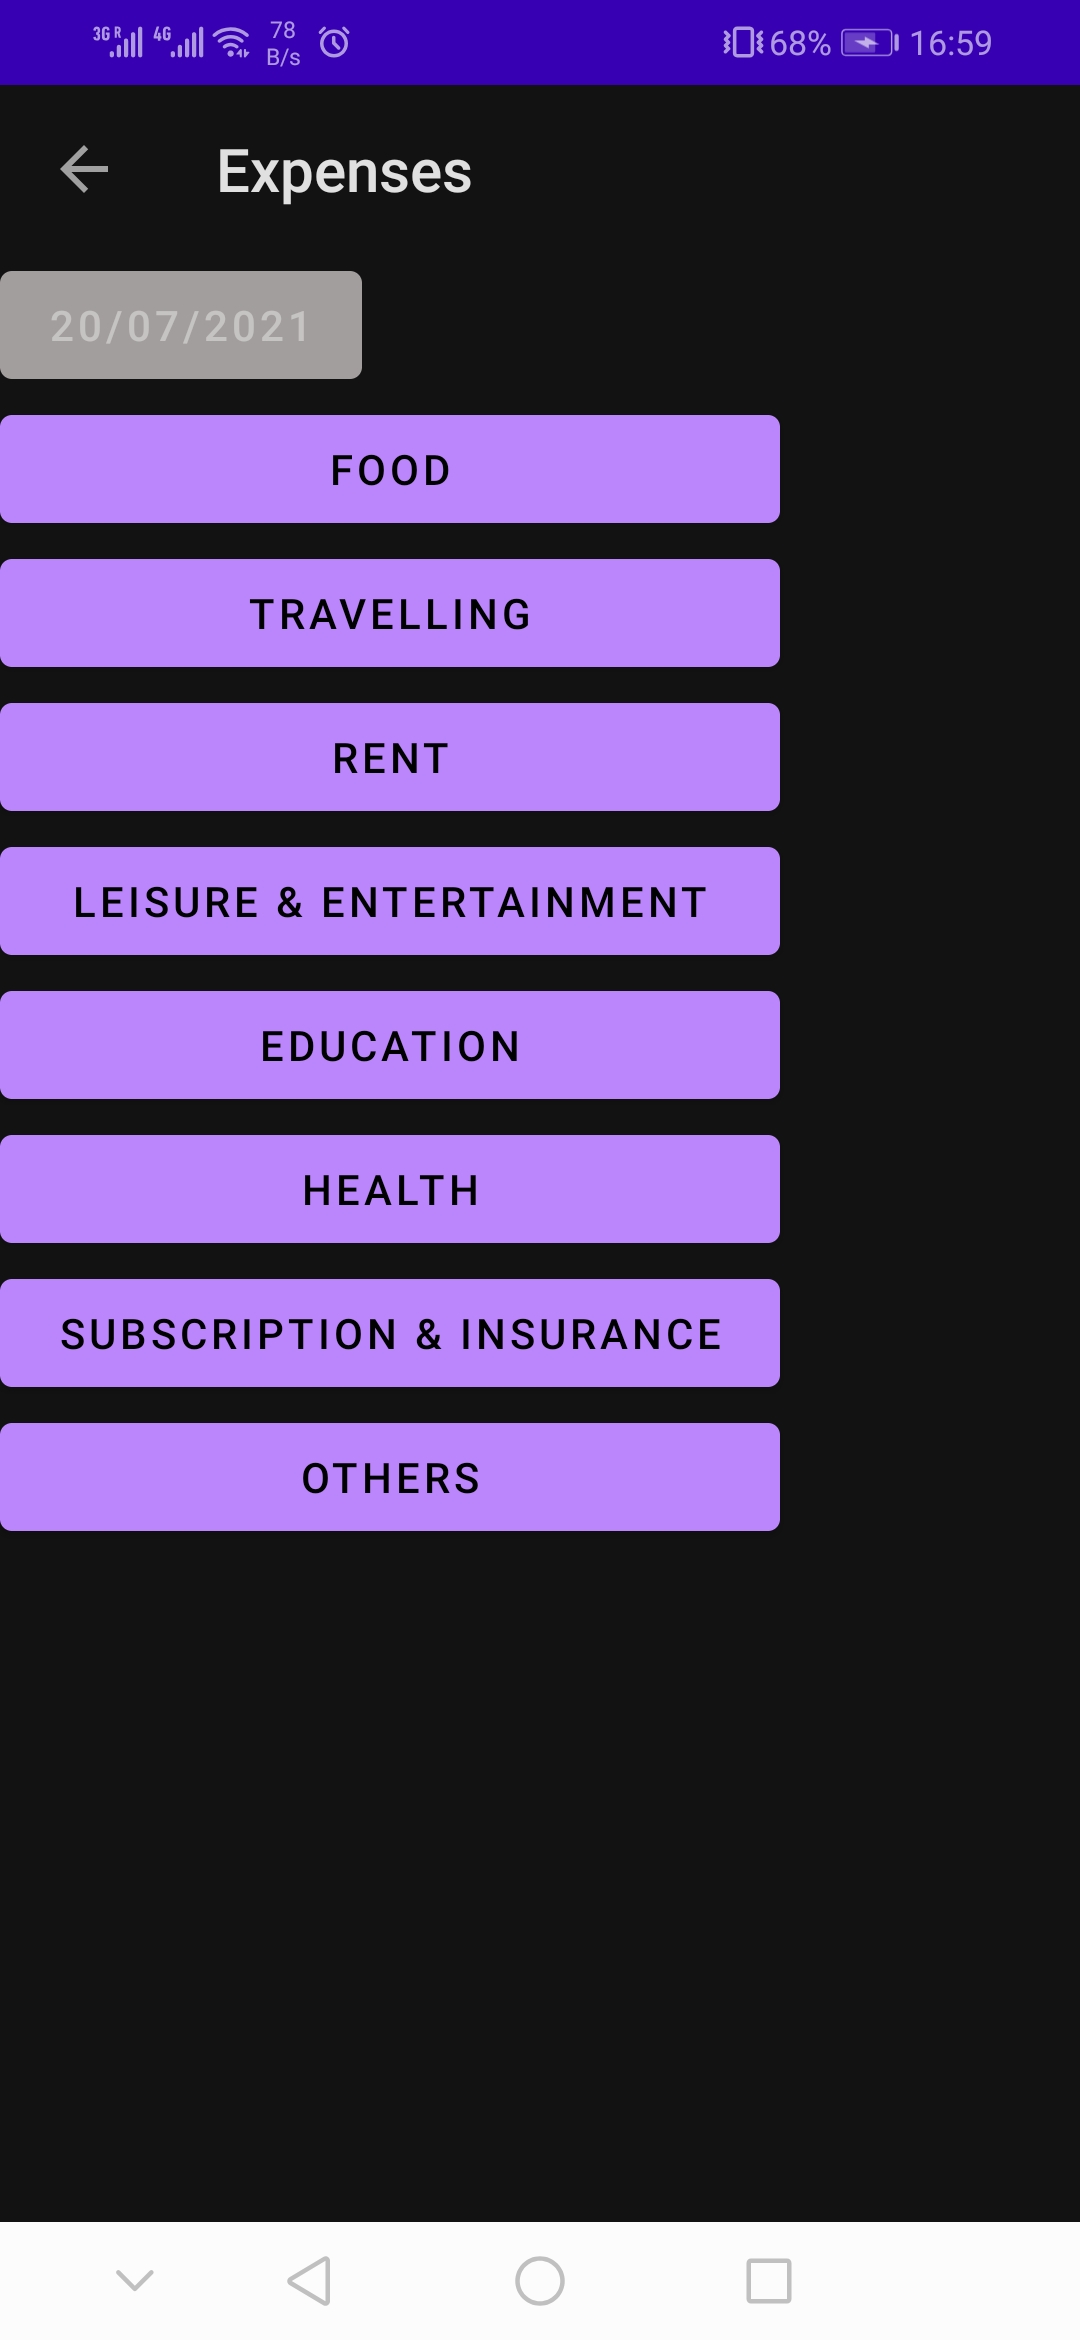 3G R 4G 78 B/s 68% 16:59
Expenses
20/07/2021
FOOD
TRAVELLING
RENT
LEISURE & ENTERTAINMENT
EDUCATION
HEALTH
SUBSCRIPTION & INSURANCE
OTHERS